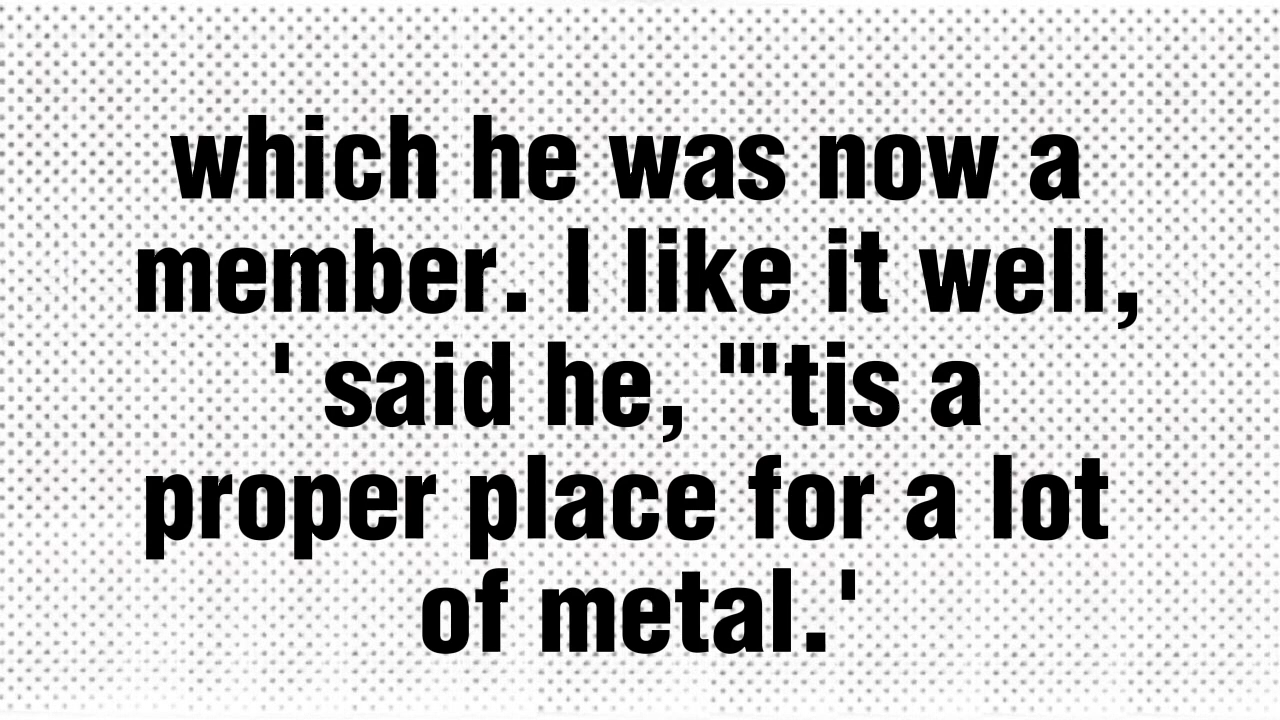 which he was now a
member. I like it well,
' said he, "'tis a
proper place for a lot
of metal.'